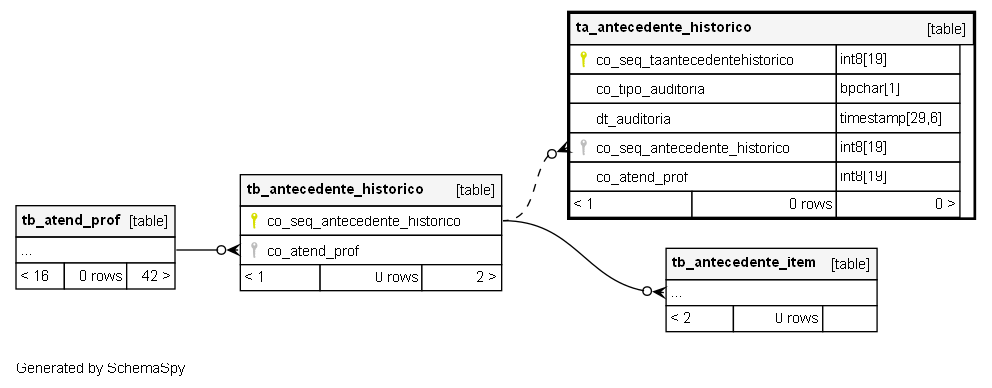 ta_antecedente_historico [table]
co_seq_taantecedentehistorico int8[19]
co_tipo_auditoria bpchar[1]
dt_auditoria timestamp[29,6]
co_seq_antecedente_historico int8[19]
co_atend_prof int8[19]
< 1 0 rows 0 >
tb_antecedente_historico [table]
co_seq_antecedente_historico
co_atend_prof
< 1 0 rows 2 >
tb_atend_prof [table]
...
< 16 0 rows 42 >
tb_antecedente_item [table]
...
< 2 0 rows
Generated by SchemaSpy